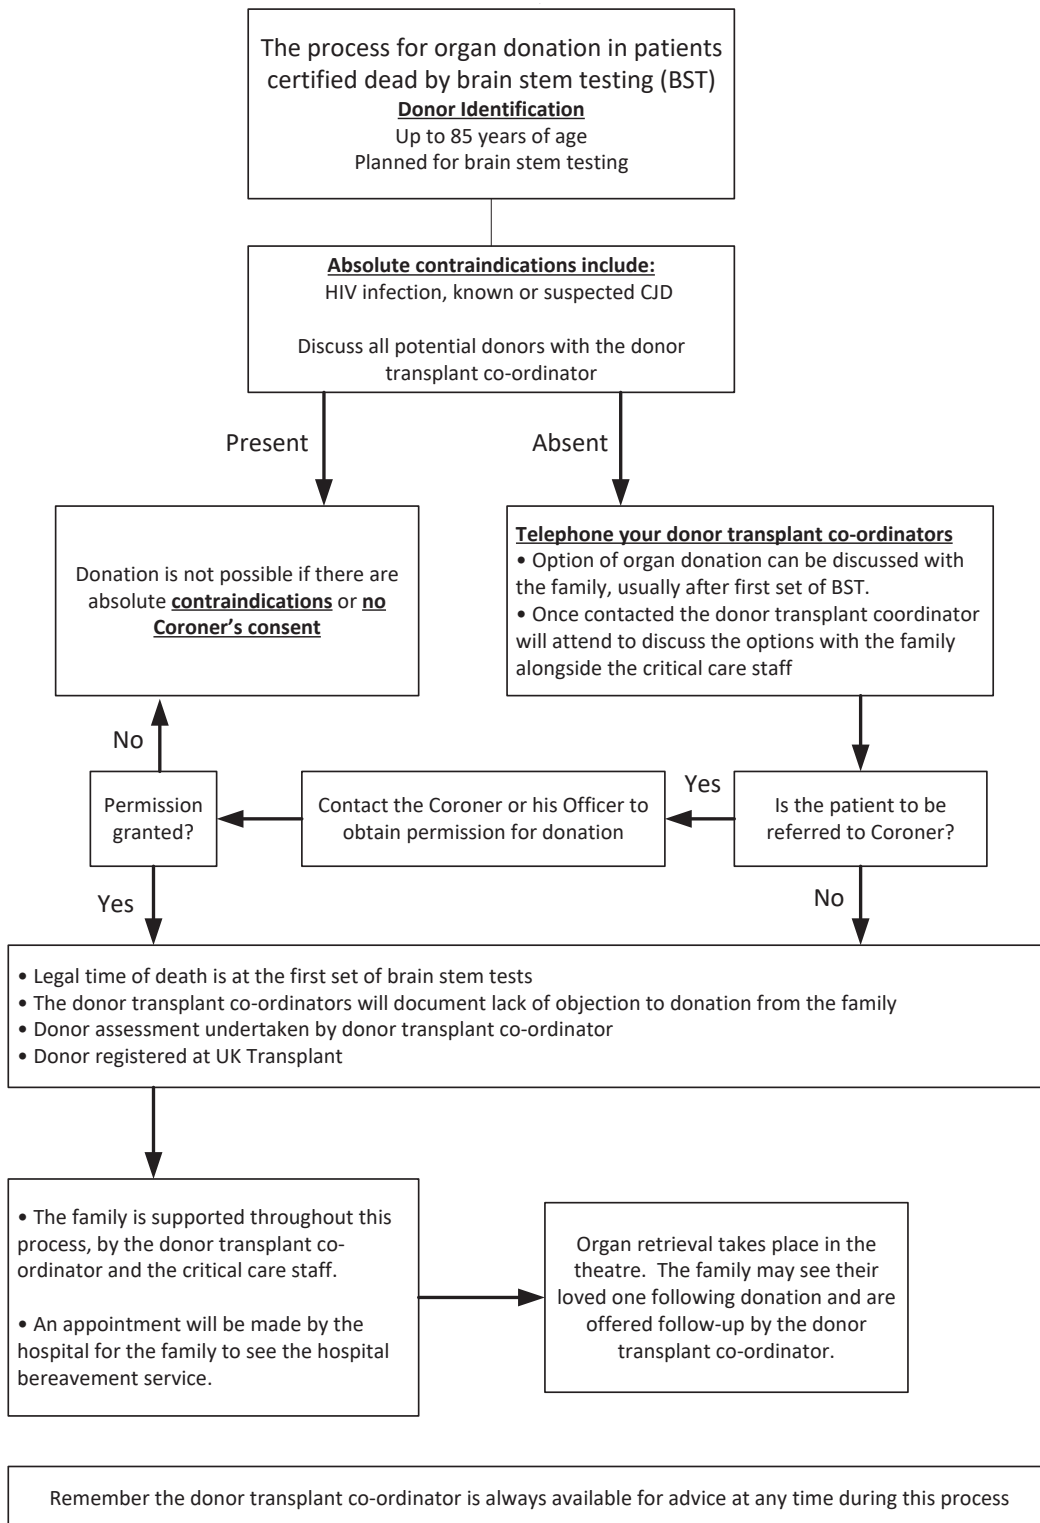 The process for organ donation in patients
certified dead by brain stem testing (BST)
Donor Identification
Up to 85 years of age
Planned for brain stem testing
Absolute contraindications include:
HIV infection, known or suspected CJD
Discuss all potential donors with the donor
transplant co-ordinator
Present
Absent
Donation is not possible if there are
absolute contraindications or no
Coroner's consent
Telephone your donor transplant co-ordinators
• Option of organ donation can be discussed with
the family, usually after first set of BST.
• Once contacted the donor transplant coordinator
will attend to discuss the options with the family
alongside the critical care staff
No
Permission
granted?
Contact the Coroner or his Officer to
obtain permission for donation
Yes
Is the patient to be
referred to Coroner?
Yes
No
• Legal time of death is at the first set of brain stem tests
• The donor transplant co-ordinators will document lack of objection to donation from the family
• Donor assessment undertaken by donor transplant co-ordinator
• Donor registered at UK Transplant
• The family is supported throughout this
process, by the donor transplant co-
ordinator and the critical care staff.
• An appointment will be made by the
hospital for the family to see the hospital
bereavement service.
Organ retrieval takes place in the
theatre.  The family may see their
loved one following donation and are
offered follow-up by the donor
transplant co-ordinator.
Remember the donor transplant co-ordinator is always available for advice at any time during this process